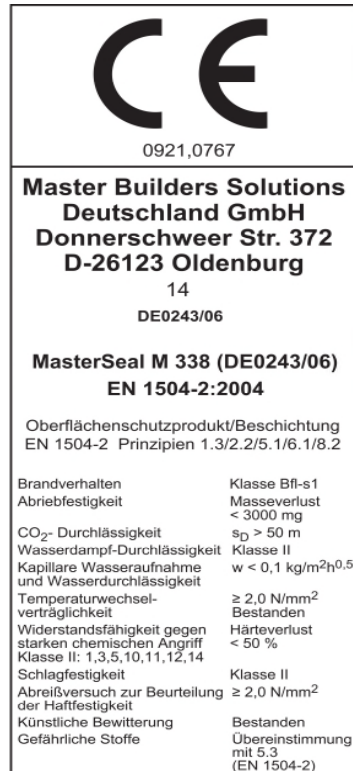 CE
0921,0767
Master Builders Solutions
Deutschland GmbH
Donnerschweer Str. 372
D-26123 Oldenburg
14
DE0243/06
MasterSeal M 338 (DE0243/06)
EN 1504-2:2004
Oberflächenschutzprodukt/Beschichtung
EN 1504-2 Prinzipien 1.3/2.2/5.1/6.1/8.2
Brandverhalten Klasse Bfl-s1
Abriebfestigkeit Masseverlust
< 3000 mg
CO₂- Durchlässigkeit s_D > 50 m
Wasserdampf-Durchlässigkeit Klasse II
Kapillare Wasseraufnahme w < 0,1 kg/m²h⁰,⁵
und Wasserdurchlässigkeit
Temperaturwechsel- ≥ 2,0 N/mm²
verträglichkeit Bestanden
Widerstandsfähigkeit gegen Härteverlust
starken chemischen Angriff < 50 %
Klasse II: 1,3,5,10,11,12,14
Schlagfestigkeit Klasse II
Abreißversuch zur Beurteilung ≥ 2,0 N/mm²
der Haftfestigkeit
Künstliche Bewitterung Bestanden
Gefährliche Stoffe Übereinstimmung
mit 5.3
(EN 1504-2)